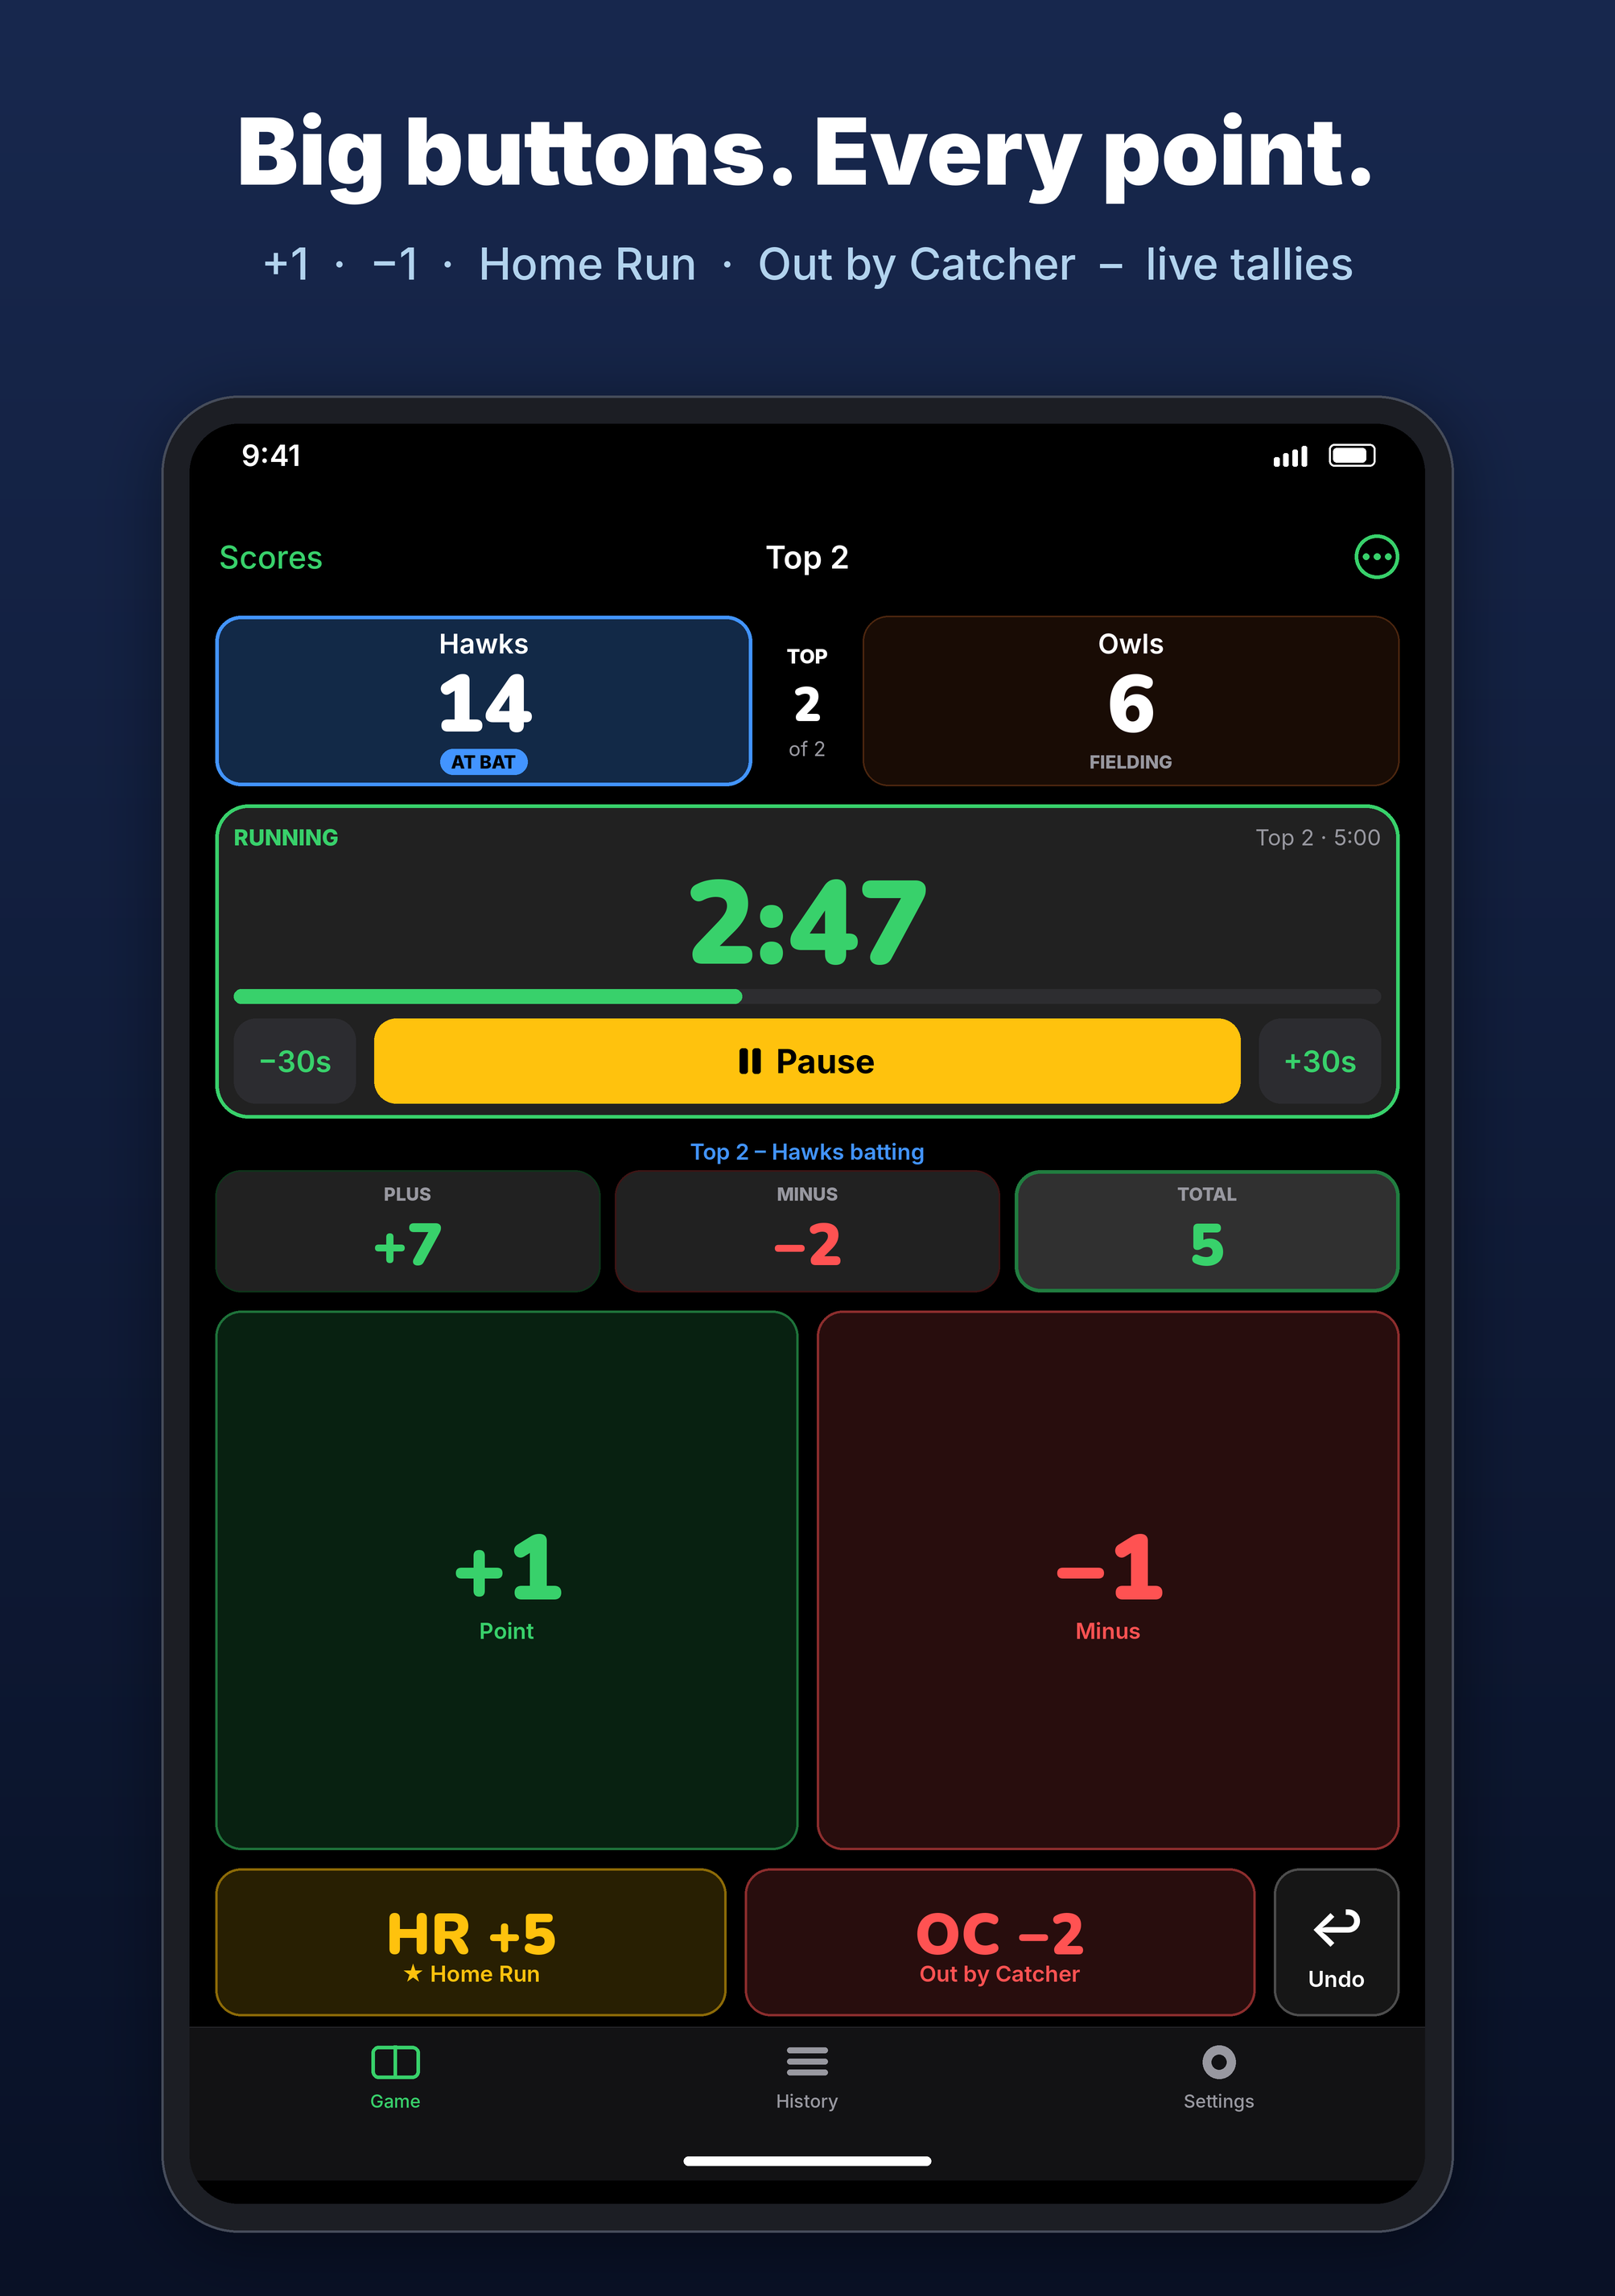 Big buttons. Every point.
+1 · −1 · Home Run · Out by Catcher – live tallies
9:41
Scores
Top 2
Hawks
14
AT BAT
TOP
2
of 2
Owls
6
FIELDING
RUNNING
Top 2 · 5:00
2:47
−30s
Pause
+30s
Top 2 – Hawks batting
PLUS
+7
MINUS
−2
TOTAL
5
+1
Point
−1
Minus
HR +5
★ Home Run
OC −2
Out by Catcher
Undo
Game
History
Settings